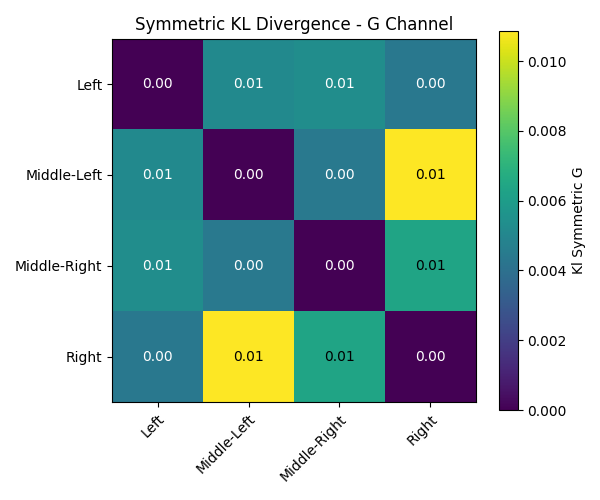 Symmetric KL Divergence - G Channel
Left
0.00 0.01 0.01 0.00
Middle-Left
0.01 0.00 0.00 0.01
Middle-Right
0.01 0.00 0.00 0.01
Right
0.00 0.01 0.01 0.00
Left
Middle-Left
Middle-Right
Right
0.010
0.008
0.006
0.004
0.002
0.000
Kl Symmetric G